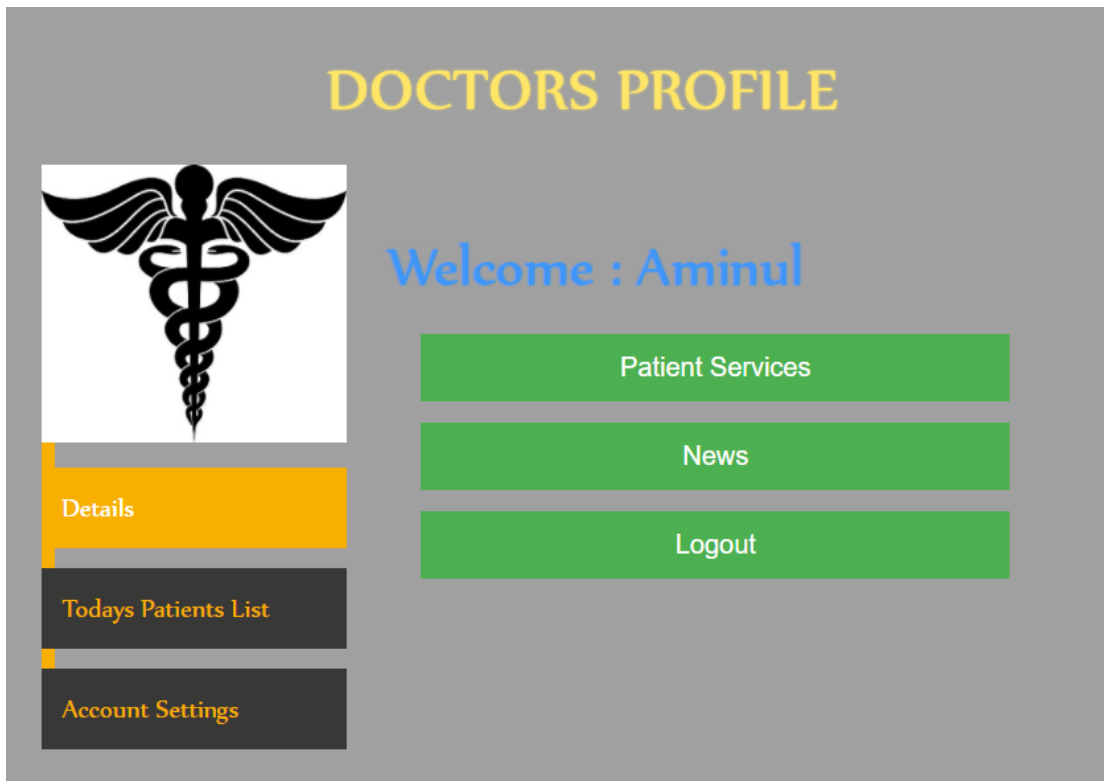 DOCTORS PROFILE
Welcome : Aminul
Patient Services
News
Logout
Details
Todays Patients List
Account Settings